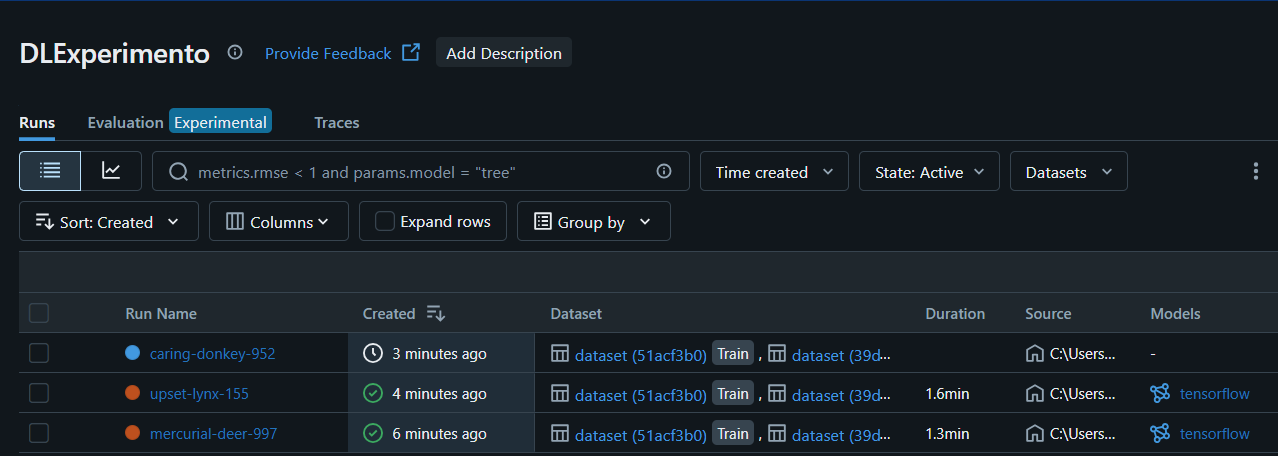 DLExperimento Provide Feedback Add Description
Runs Evaluation Experimental Traces
metrics.rmse < 1 and params.model = "tree" Time created State: Active Datasets
Sort: Created Columns Expand rows Group by
Run Name Created Dataset Duration Source Models
caring-donkey-952 3 minutes ago dataset (51acf3b0) Train , dataset (39d... C:\Users... -
upset-lynx-155 4 minutes ago dataset (51acf3b0) Train , dataset (39d... 1.6min C:\Users... tensorflow
mercurial-deer-997 6 minutes ago dataset (51acf3b0) Train , dataset (39d... 1.3min C:\Users... tensorflow